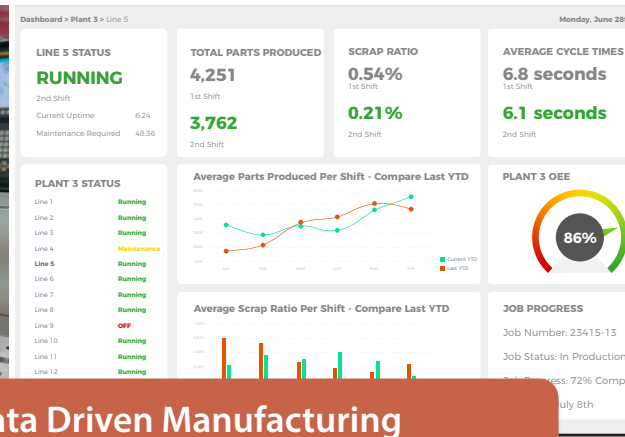 Dashboard > Plant 3 > Line 5
Monday, June 28
LINE 5 STATUS
RUNNING
2nd Shift
Current Uptime 6:24
Maintenance Required 48:36
TOTAL PARTS PRODUCED
4,251
1st Shift
3,762
2nd Shift
SCRAP RATIO
0.54%
1st Shift
0.21%
2nd Shift
AVERAGE CYCLE TIMES
6.8 seconds
1st Shift
6.1 seconds
2nd Shift
PLANT 3 STATUS
Line 1 Running
Line 2 Running
Line 3 Running
Line 4 Maintenance
Line 5 Running
Line 6 Running
Line 7 Running
Line 8 Running
Line 9 OFF
Line 10 Running
Line 11 Running
Line 12 Running
Average Parts Produced Per Shift - Compare Last YTD
Current YTD
Last YTD
PLANT 3 OEE
86%
Average Scrap Ratio Per Shift - Compare Last YTD
JOB PROGRESS
Job Number: 23415-13
Job Status: In Production
72% Comp
uly 8th
ata Driven Manufacturing